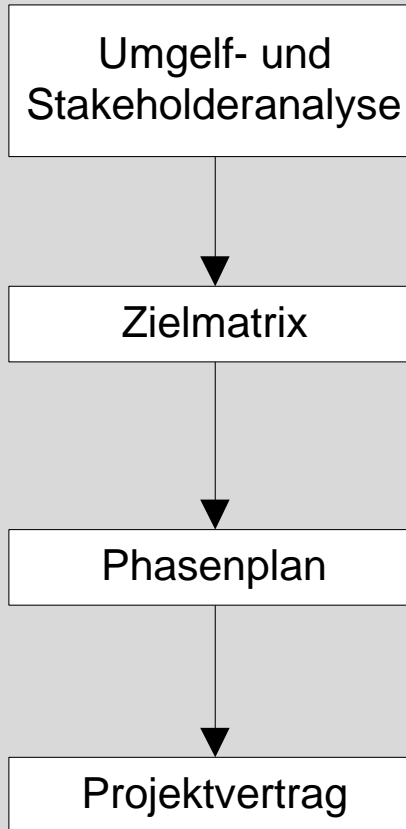 Umgelf- und
Stakeholderanalyse
Zielmatrix
Phasenplan
Projektvertrag